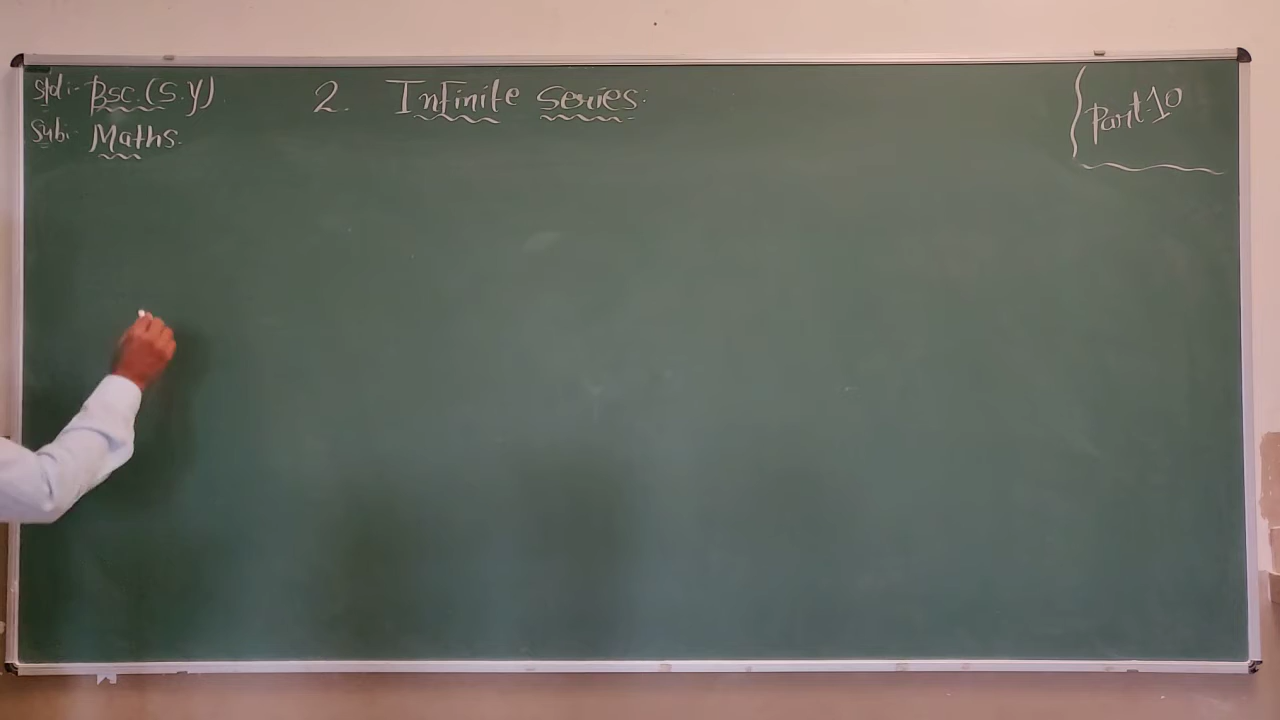 Std:- Bsc.(S.Y)
2. Infinite series:
Part-10
Sub:- Maths.